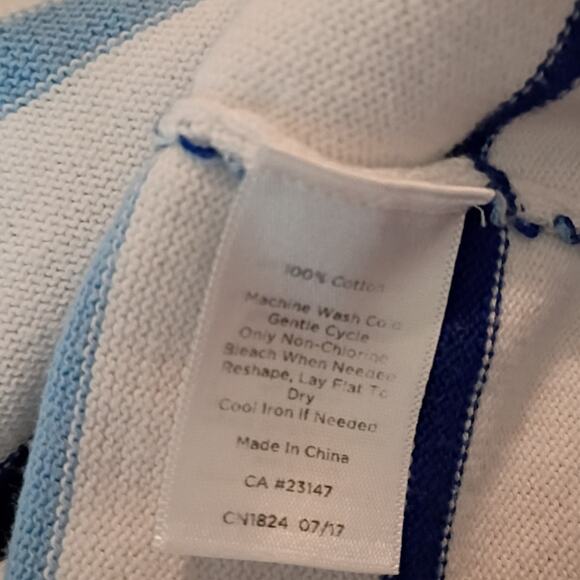 100% Cotton
Machine Wash Cold
Gentle Cycle
Only Non-Chlorine
Bleach When Needed
Reshape, Lay Flat To
Dry
Cool Iron If Needed
Made In China
CA #23147
CN1824 07/17